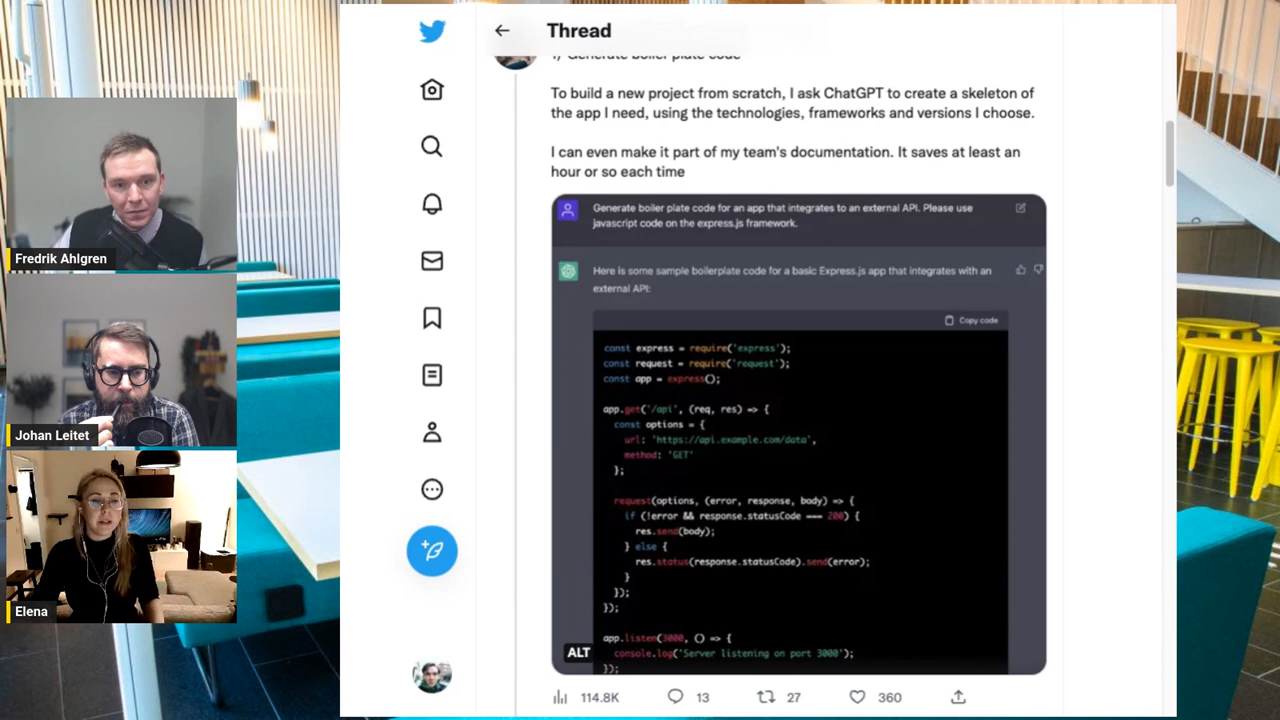 Fredrik Ahlgren
Johan Leitet
Elena
Thread
1/ Generate boiler plate code
To build a new project from scratch, I ask ChatGPT to create a skeleton of
the app I need, using the technologies, frameworks and versions I choose.
I can even make it part of my team's documentation. It saves at least an
hour or so each time
Generate boiler plate code for an app that integrates to an external API. Please use
javascript code on the express.js framework.
Here is some sample boilerplate code for a basic Express.js app that integrates with an
external API:
Copy code
const express = require('express');
const request = require('request');
const app = express();
app.get('/api', (req, res) => {
const options = {
url: 'https://api.example.com/data',
method: 'GET'
};
request(options, (error, response, body) => {
if (!error && response.statusCode === 200) {
res.send(body);
} else {
res.status(response.statusCode).send(error);
}
});
});
app.listen(3000, () => {
console.log('Server listening on port 3000');
});
ALT
114.8K 13 27 360